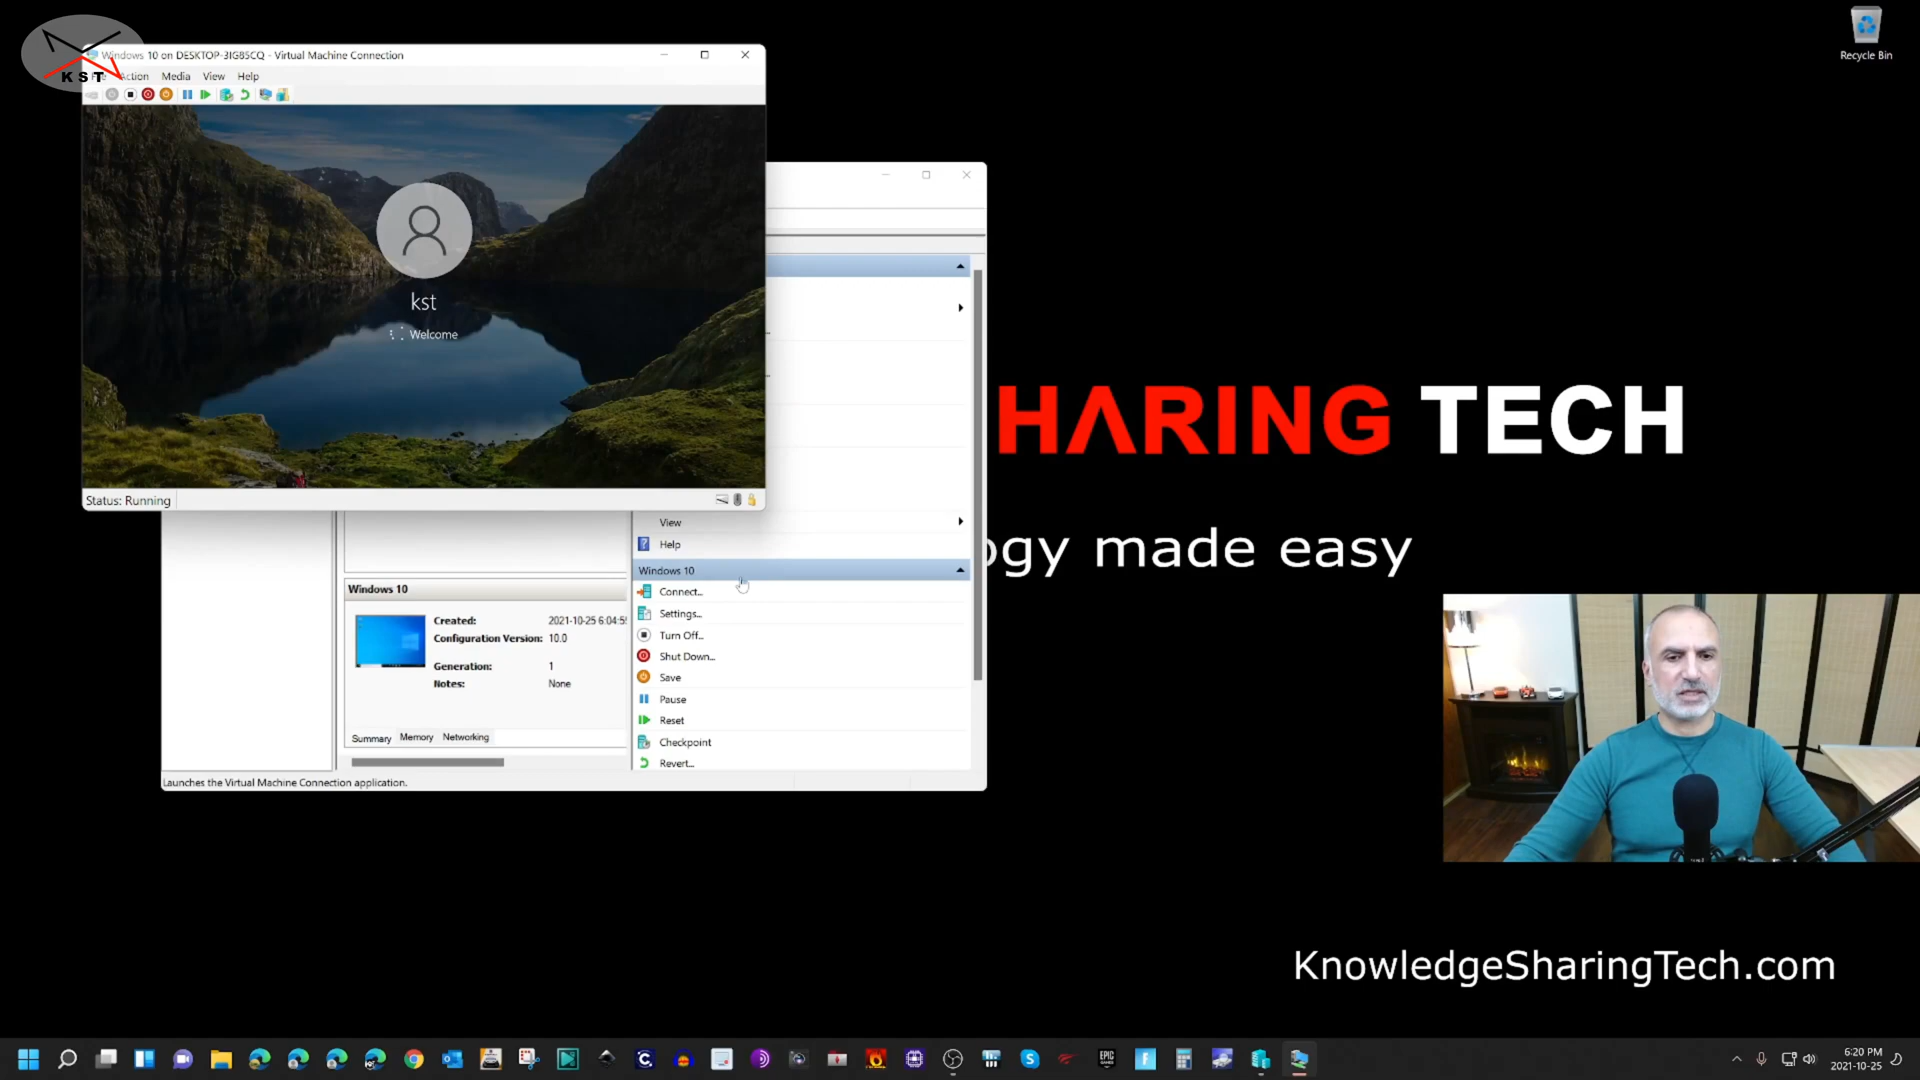 Recycle Bin
Windows 10 on DESKTOP-3IG85CQ - Virtual Machine Connection
KST
Action Media View Help
kst
Welcome
Status: Running
View
Help
Windows 10
Connect...
Settings...
Turn Off...
Shut Down...
Save
Pause
Reset
Checkpoint
Revert...
Windows 10
Created: 2021-10-25 6:04:5
Configuration Version: 10.0
Generation: 1
Notes: None
Summary Memory Networking
Launches the Virtual Machine Connection application.
HARING TECH
ogy made easy
KnowledgeSharingTech.com
EPIC
6:20 PM
2021-10-25